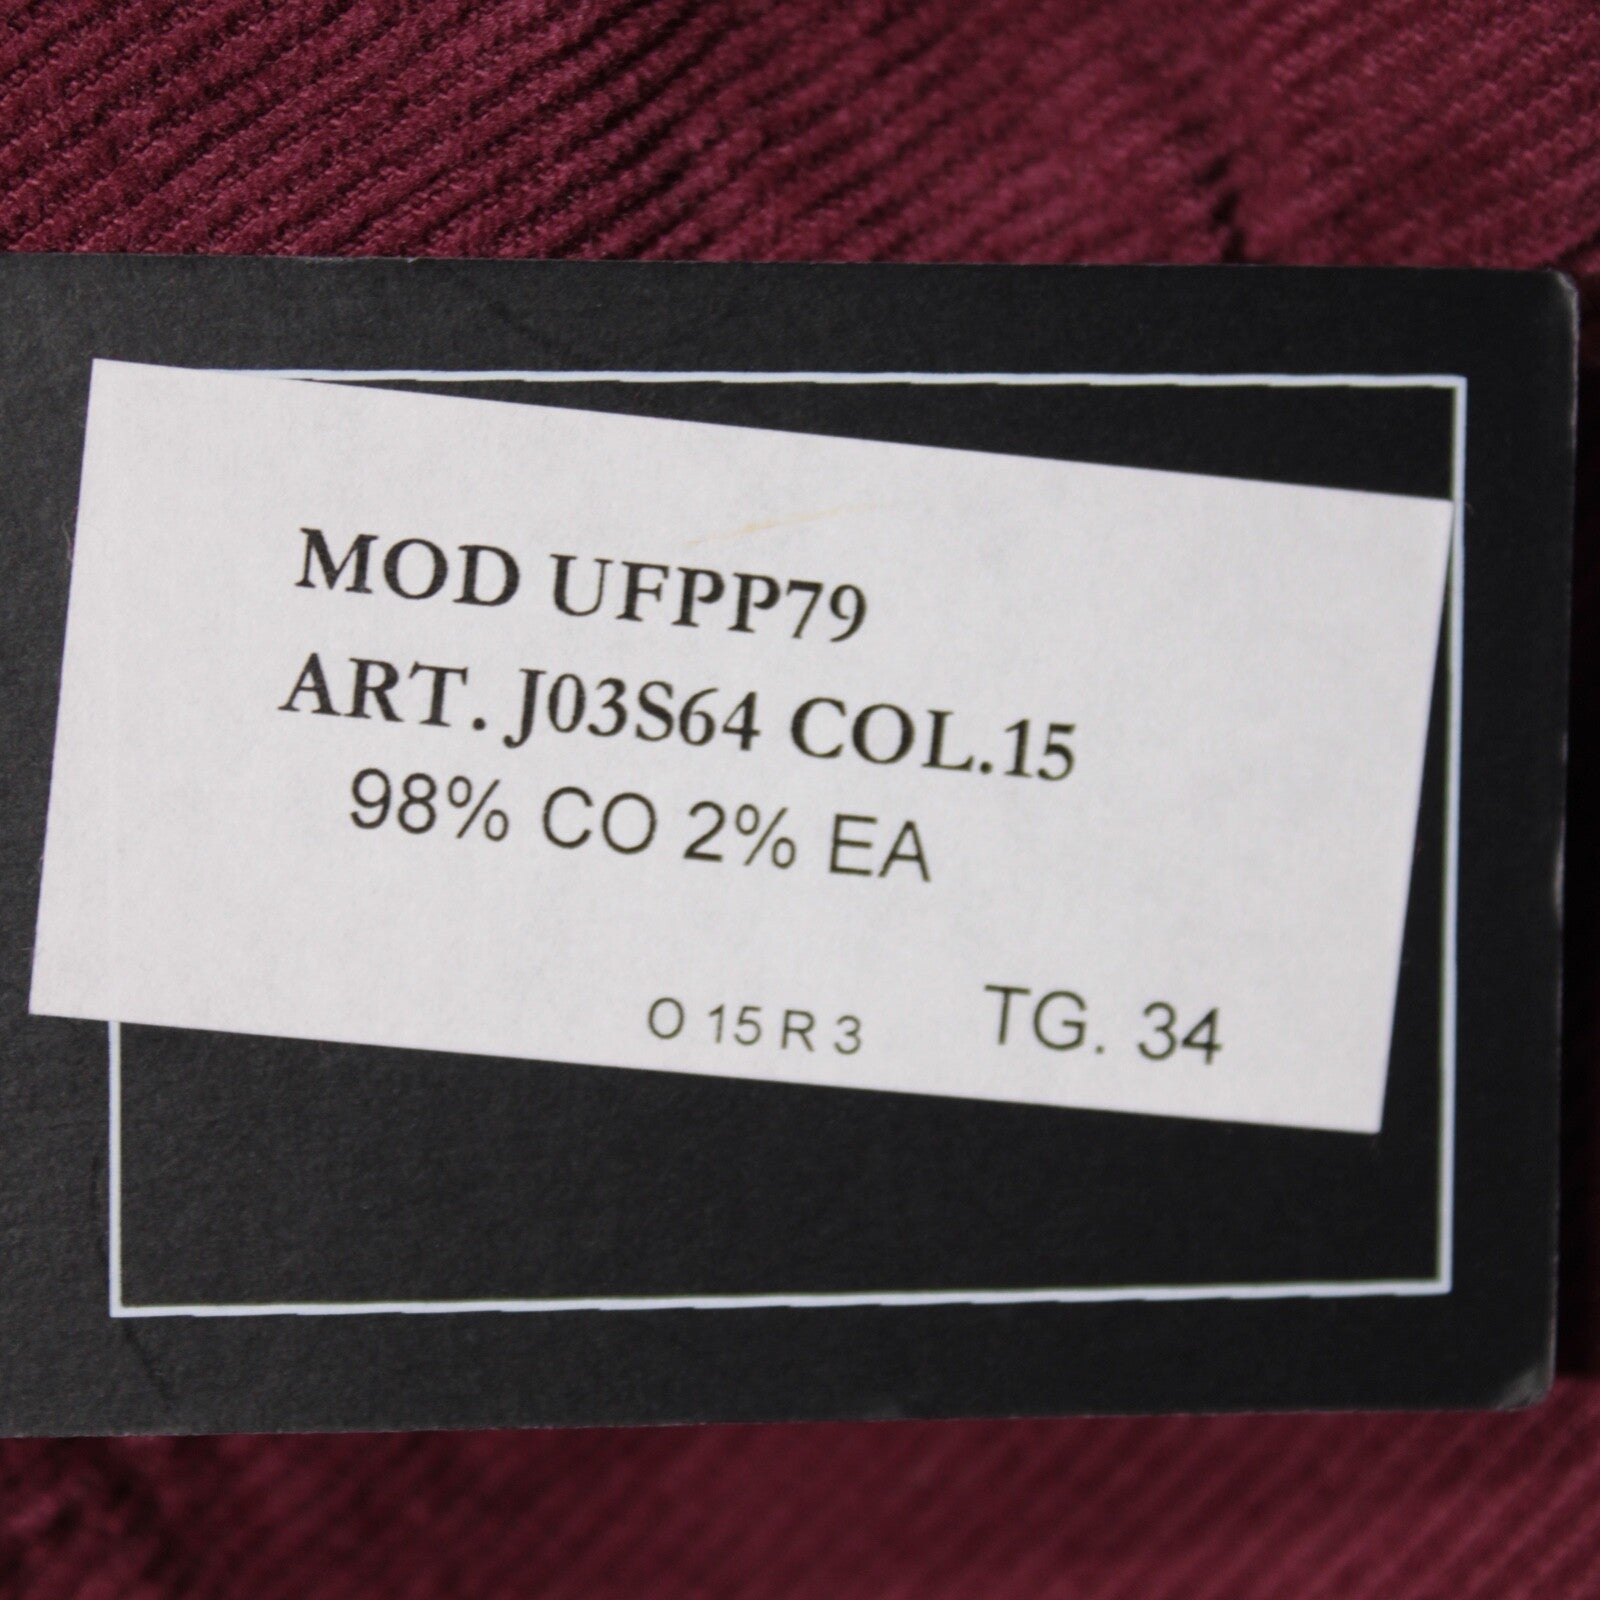 MOD UFPP79
ART. J03S64 COL.15
98% CO 2% EA
O 15 R 3 TG. 34